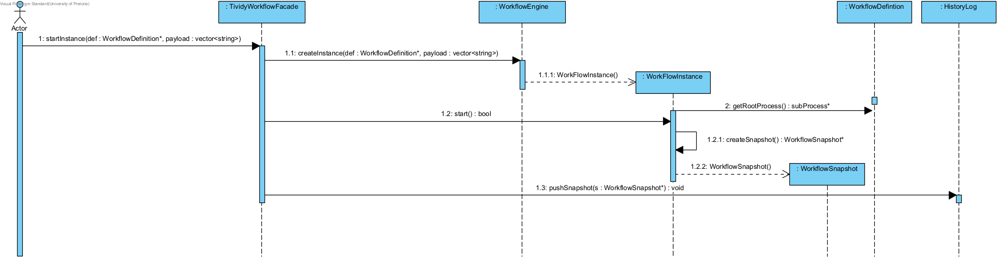 Visual Paradigm Standard(University of Pretoria)
: TividyWorkflowFacade
: WorkflowEngine
: WorkflowDefintion
: HistoryLog
Actor
1: startInstance(def : WorkflowDefinition*, payload : vector<string>)
1.1: createInstance(def : WorkflowDefinition*, payload : vector<string>)
1.1.1: WorkFlowInstance()
: WorkFlowInstance
2: getRootProcess() : subProcess*
1.2: start() : bool
1.2.1: createSnapshot() : WorkflowSnapshot*
1.2.2: WorkflowSnapshot()
: WorkflowSnapshot
1.3: pushSnapshot(s : WorkflowSnapshot*) : void